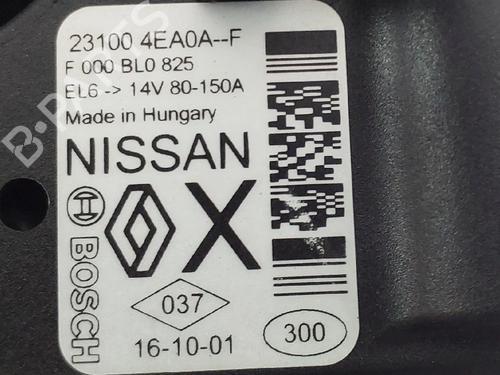 23100 4EA0A--F
F 000 BL0 825
EL6 -> 14V 80-150A
Made in Hungary
NISSAN
X
BOSCH
037
16-10-01
300
B-PARTS